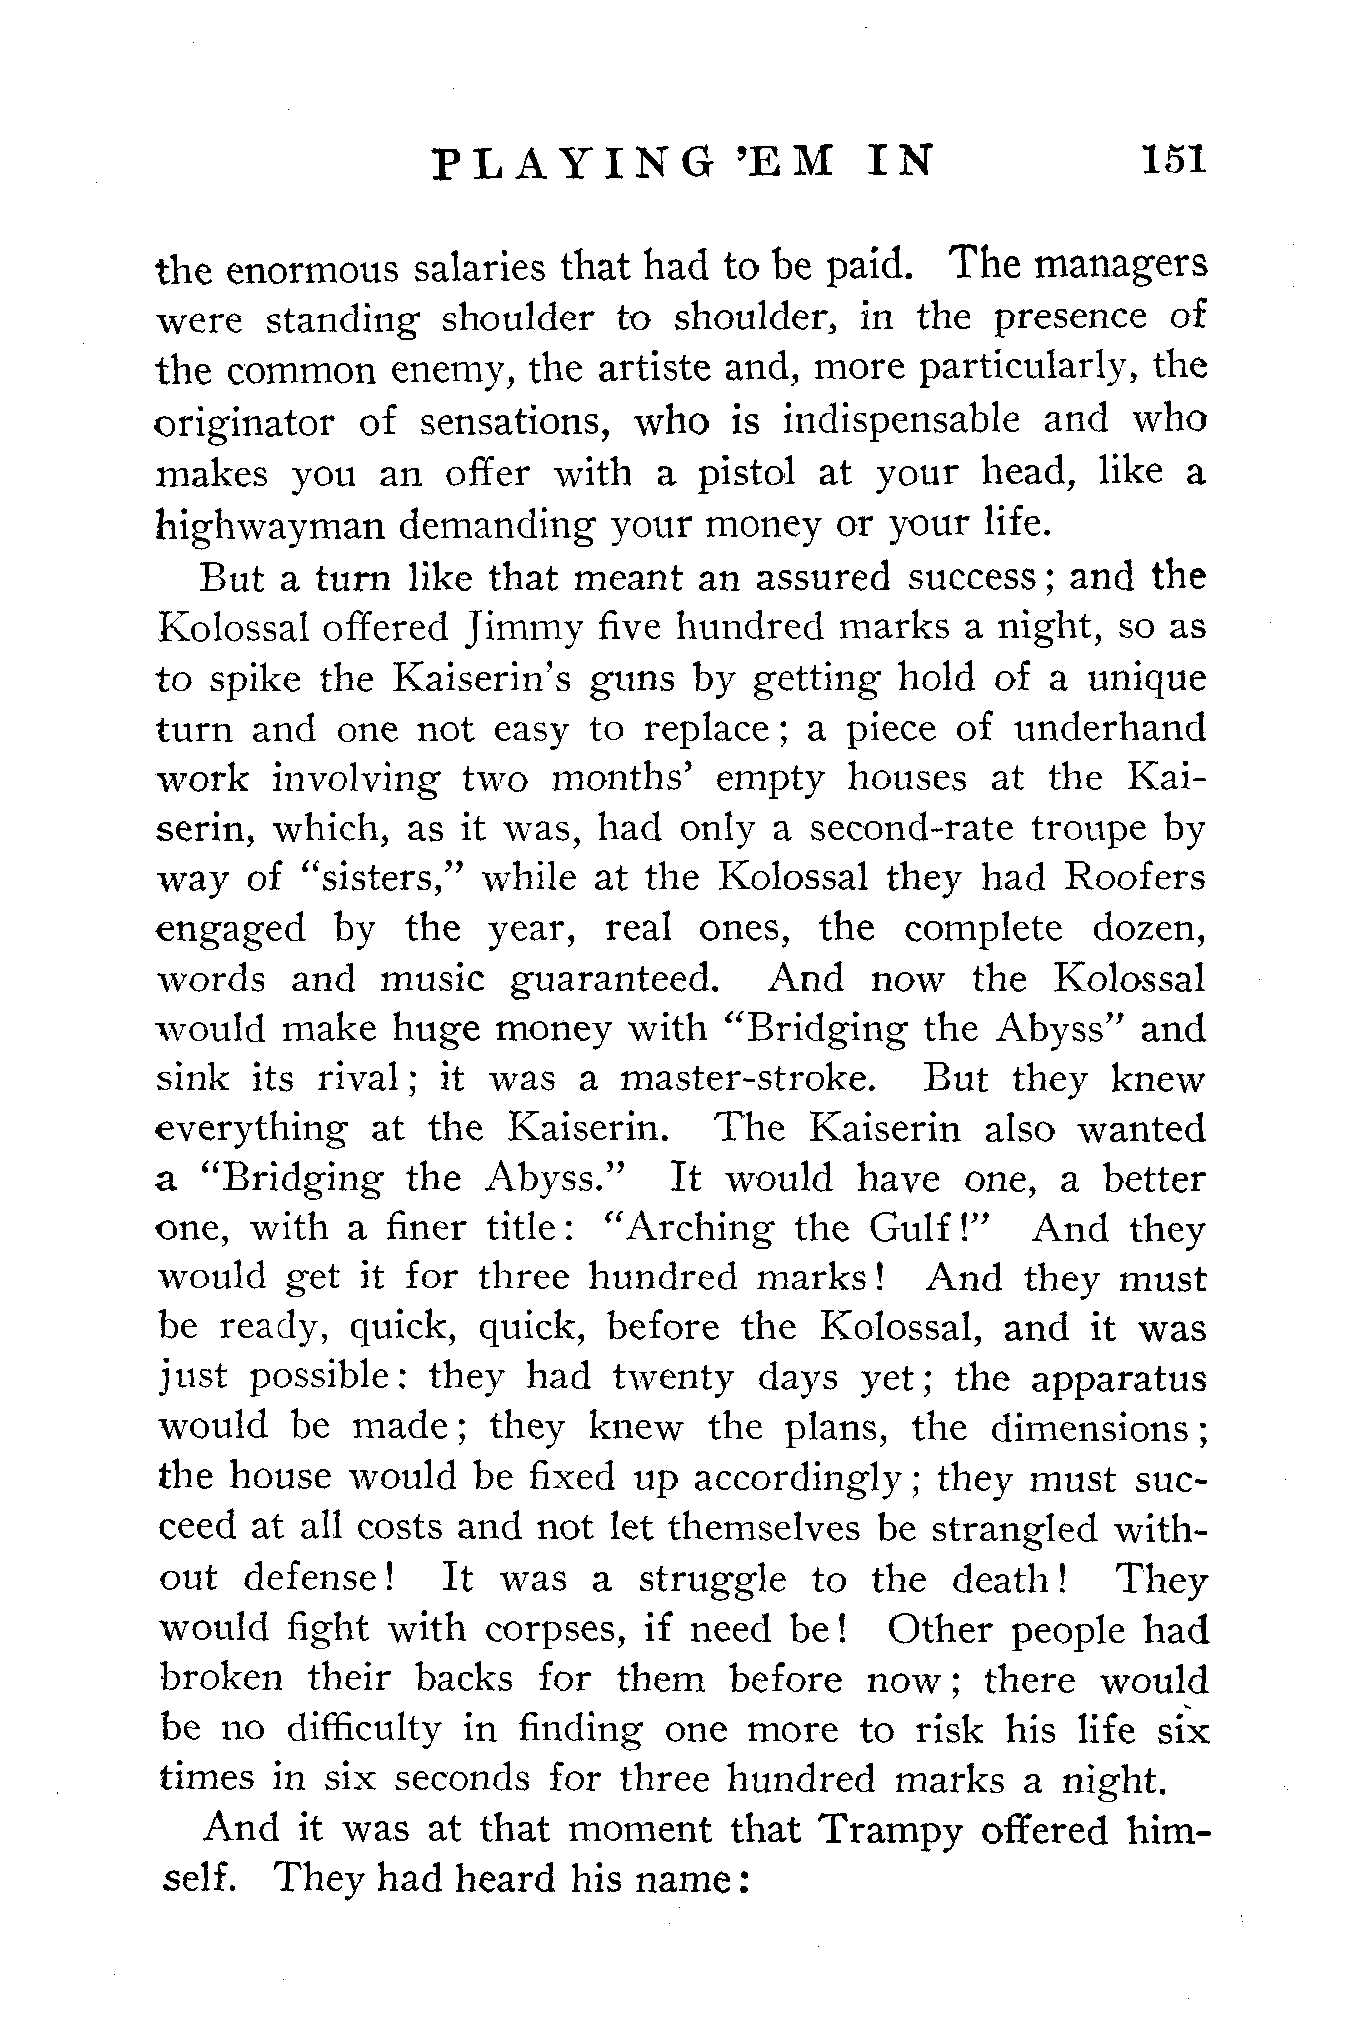 PLAYING 'EM IN 151
the enormous salaries that had to be paid. The managers
were standing shoulder to shoulder, in the presence of
the common enemy, the artiste and, more particularly, the
originator of sensations, who is indispensable and who
makes you an offer with a pistol at your head, like a
highwayman demanding your money or your life.
But a turn like that meant an assured success; and the
Kolossal offered Jimmy five hundred marks a night, so as
to spike the Kaiserin's guns by getting hold of a unique
turn and one not easy to replace; a piece of underhand
work involving two months' empty houses at the Kai-
serin, which, as it was, had only a second-rate troupe by
way of "sisters," while at the Kolossal they had Roofers
engaged by the year, real ones, the complete dozen,
words and music guaranteed. And now the Kolossal
would make huge money with "Bridging the Abyss" and
sink its rival; it was a master-stroke. But they knew
everything at the Kaiserin. The Kaiserin also wanted
a "Bridging the Abyss." It would have one, a better
one, with a finer title: "Arching the Gulf!" And they
would get it for three hundred marks! And they must
be ready, quick, quick, before the Kolossal, and it was
just possible: they had twenty days yet; the apparatus
would be made; they knew the plans, the dimensions;
the house would be fixed up accordingly; they must suc-
ceed at all costs and not let themselves be strangled with-
out defense! It was a struggle to the death! They
would fight with corpses, if need be! Other people had
broken their backs for them before now; there would
be no difficulty in finding one more to risk his life six
times in six seconds for three hundred marks a night.
And it was at that moment that Trampy offered him-
self. They had heard his name: